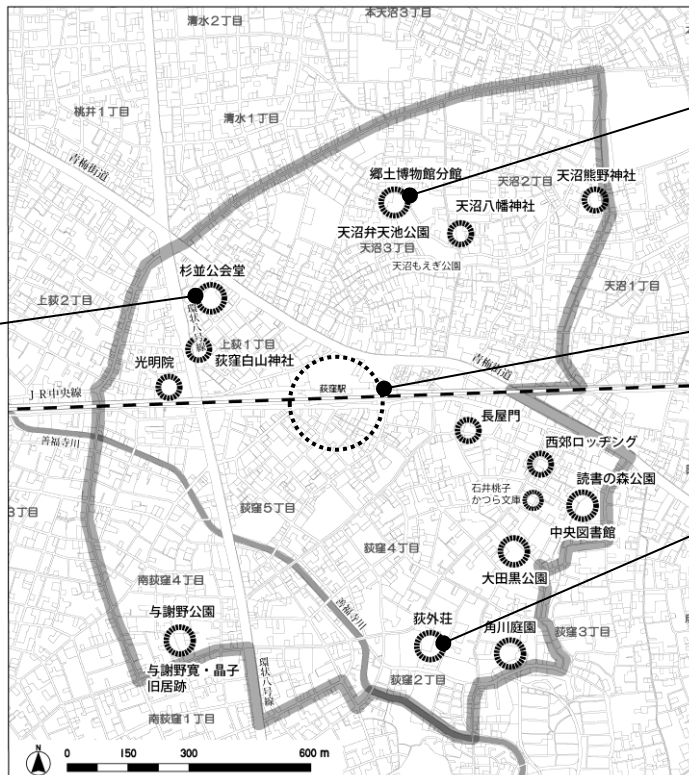 本天沼3丁目
清水2丁目
桃井1丁目
清水1丁目
青梅街道
郷土博物館分館
天沼2丁目
天沼熊野神社
天沼弁天池公園
天沼八幡神社
天沼3丁目
天沼もえぎ公園
杉並公会堂
天沼1丁目
上荻2丁目
環状八号線
上荻1丁目
荻窪白山神社
光明院
青梅街道
荻窪駅
JR中央線
長屋門
善福寺川
西郊ロッヂング
読書の森公園
石井桃子
かつら文庫
荻窪5丁目
3丁目
中央図書館
荻窪4丁目
大田黒公園
南荻窪4丁目
善福寺川
与謝野公園
荻外荘
角川庭園
荻窪3丁目
与謝野寛・晶子
旧居跡
環状八号線
荻窪2丁目
南荻窪1丁目
N
0 150 300 600 m